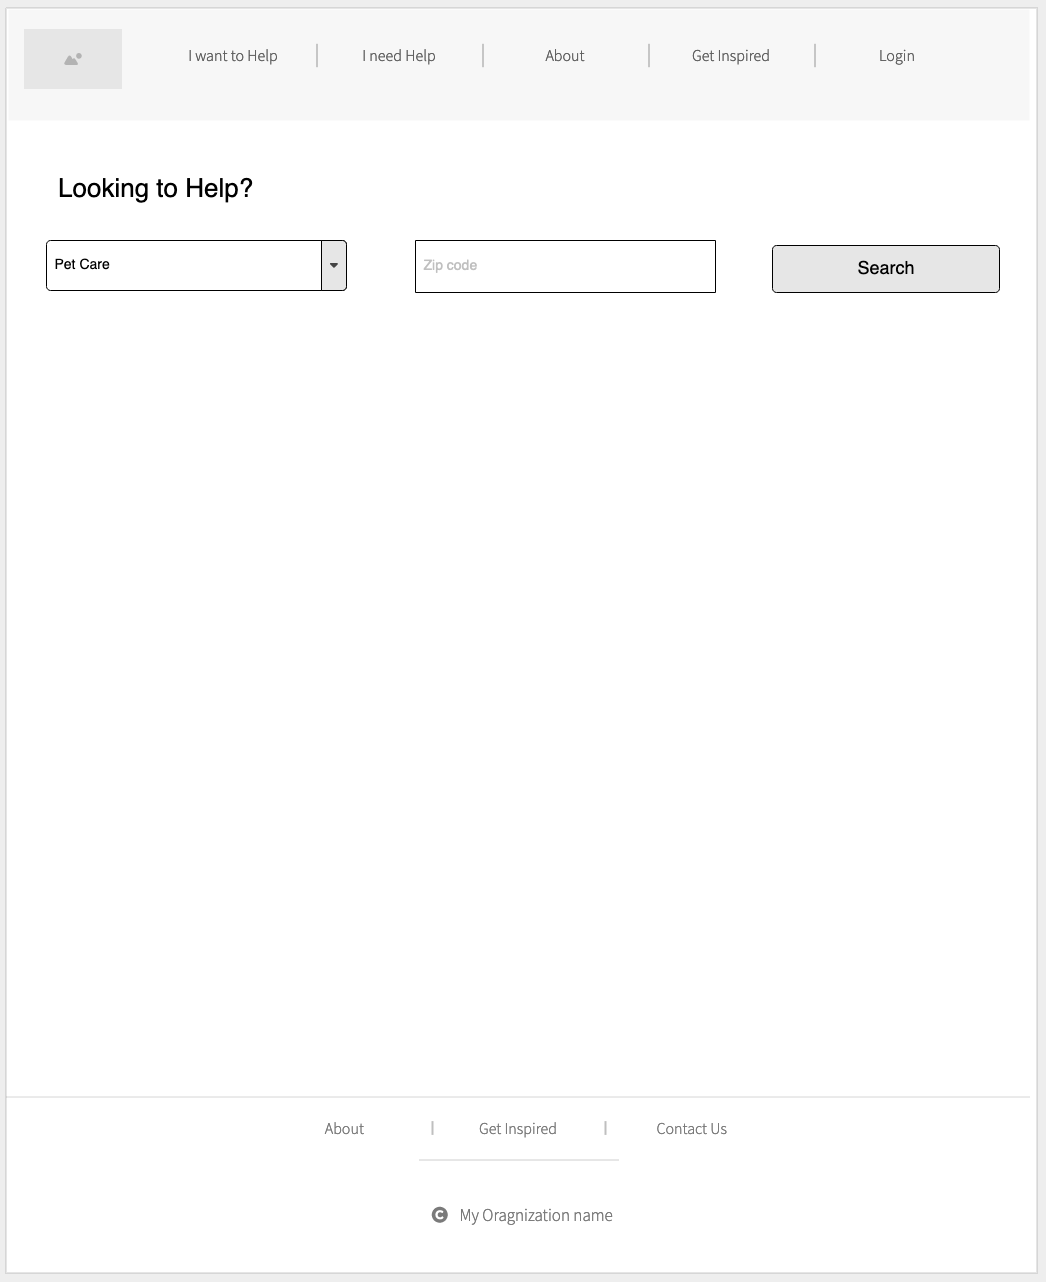 I want to Help | I need Help | About | Get Inspired | Login
Looking to Help?
Pet Care Zip code Search
About | Get Inspired | Contact Us
© My Oragnization name